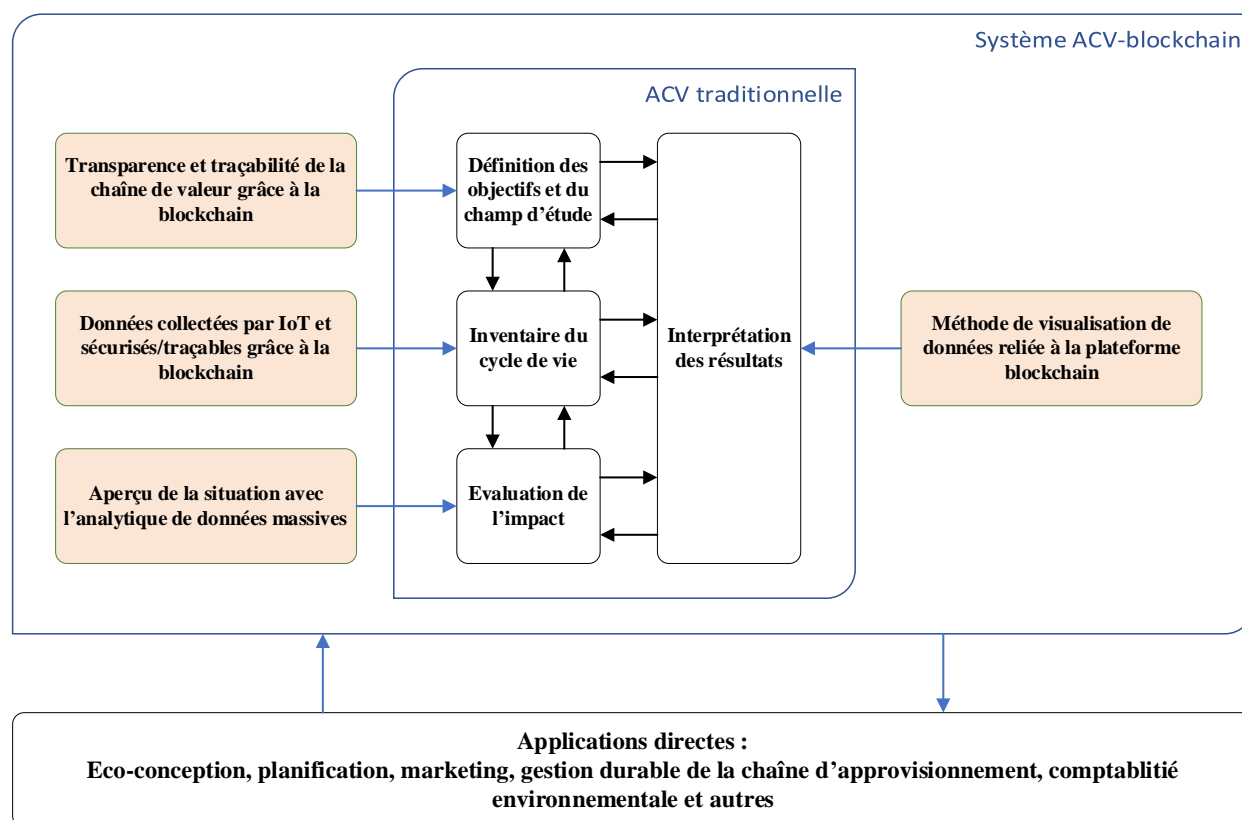 Système ACV-blockchain
ACV traditionnelle
Transparence et traçabilité de la
chaîne de valeur grâce à la
blockchain
Définition des
objectifs et du
champ d’étude
Données collectées par IoT et
sécurisés/traçables grâce à la
blockchain
Inventaire du
cycle de vie
Interprétation
des résultats
Méthode de visualisation de
données reliée à la plateforme
blockchain
Aperçu de la situation avec
l’analytique de données massives
Evaluation de
l’impact
Applications directes :
Eco-conception, planification, marketing, gestion durable de la chaîne d’approvisionnement, comptablitié
environnementale et autres